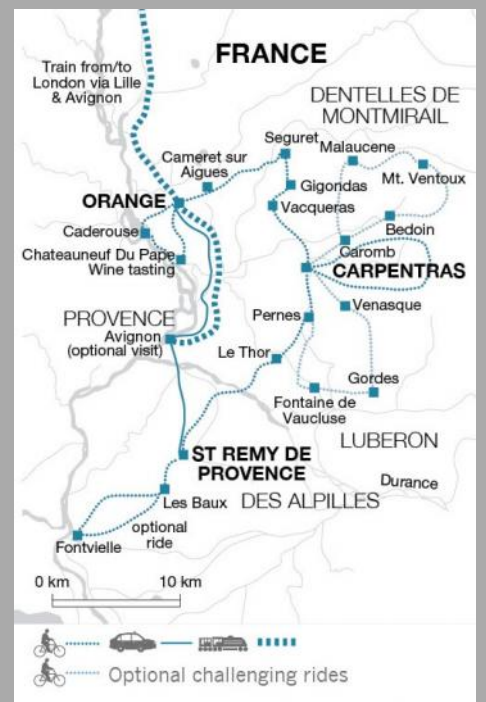 FRANCE
Train from/to
London via Lille
& Avignon
DENTELLES DE
MONTMIRAIL
Seguret
Malaucene
Cameret sur
Aigues
Mt. Ventoux
Gigondas
ORANGE
Vacqueras
Caderouse
Bedoin
Caromb
Chateauneuf Du Pape
Wine tasting
CARPENTRAS
Venasque
PROVENCE
Pernes
Avignon
(optional visit)
Le Thor
Gordes
Fontaine de
Vaucluse
LUBERON
ST REMY DE
PROVENCE
Durance
Les Baux
DES ALPILLES
optional
ride
Fontvielle
0 km
10 km
Optional challenging rides